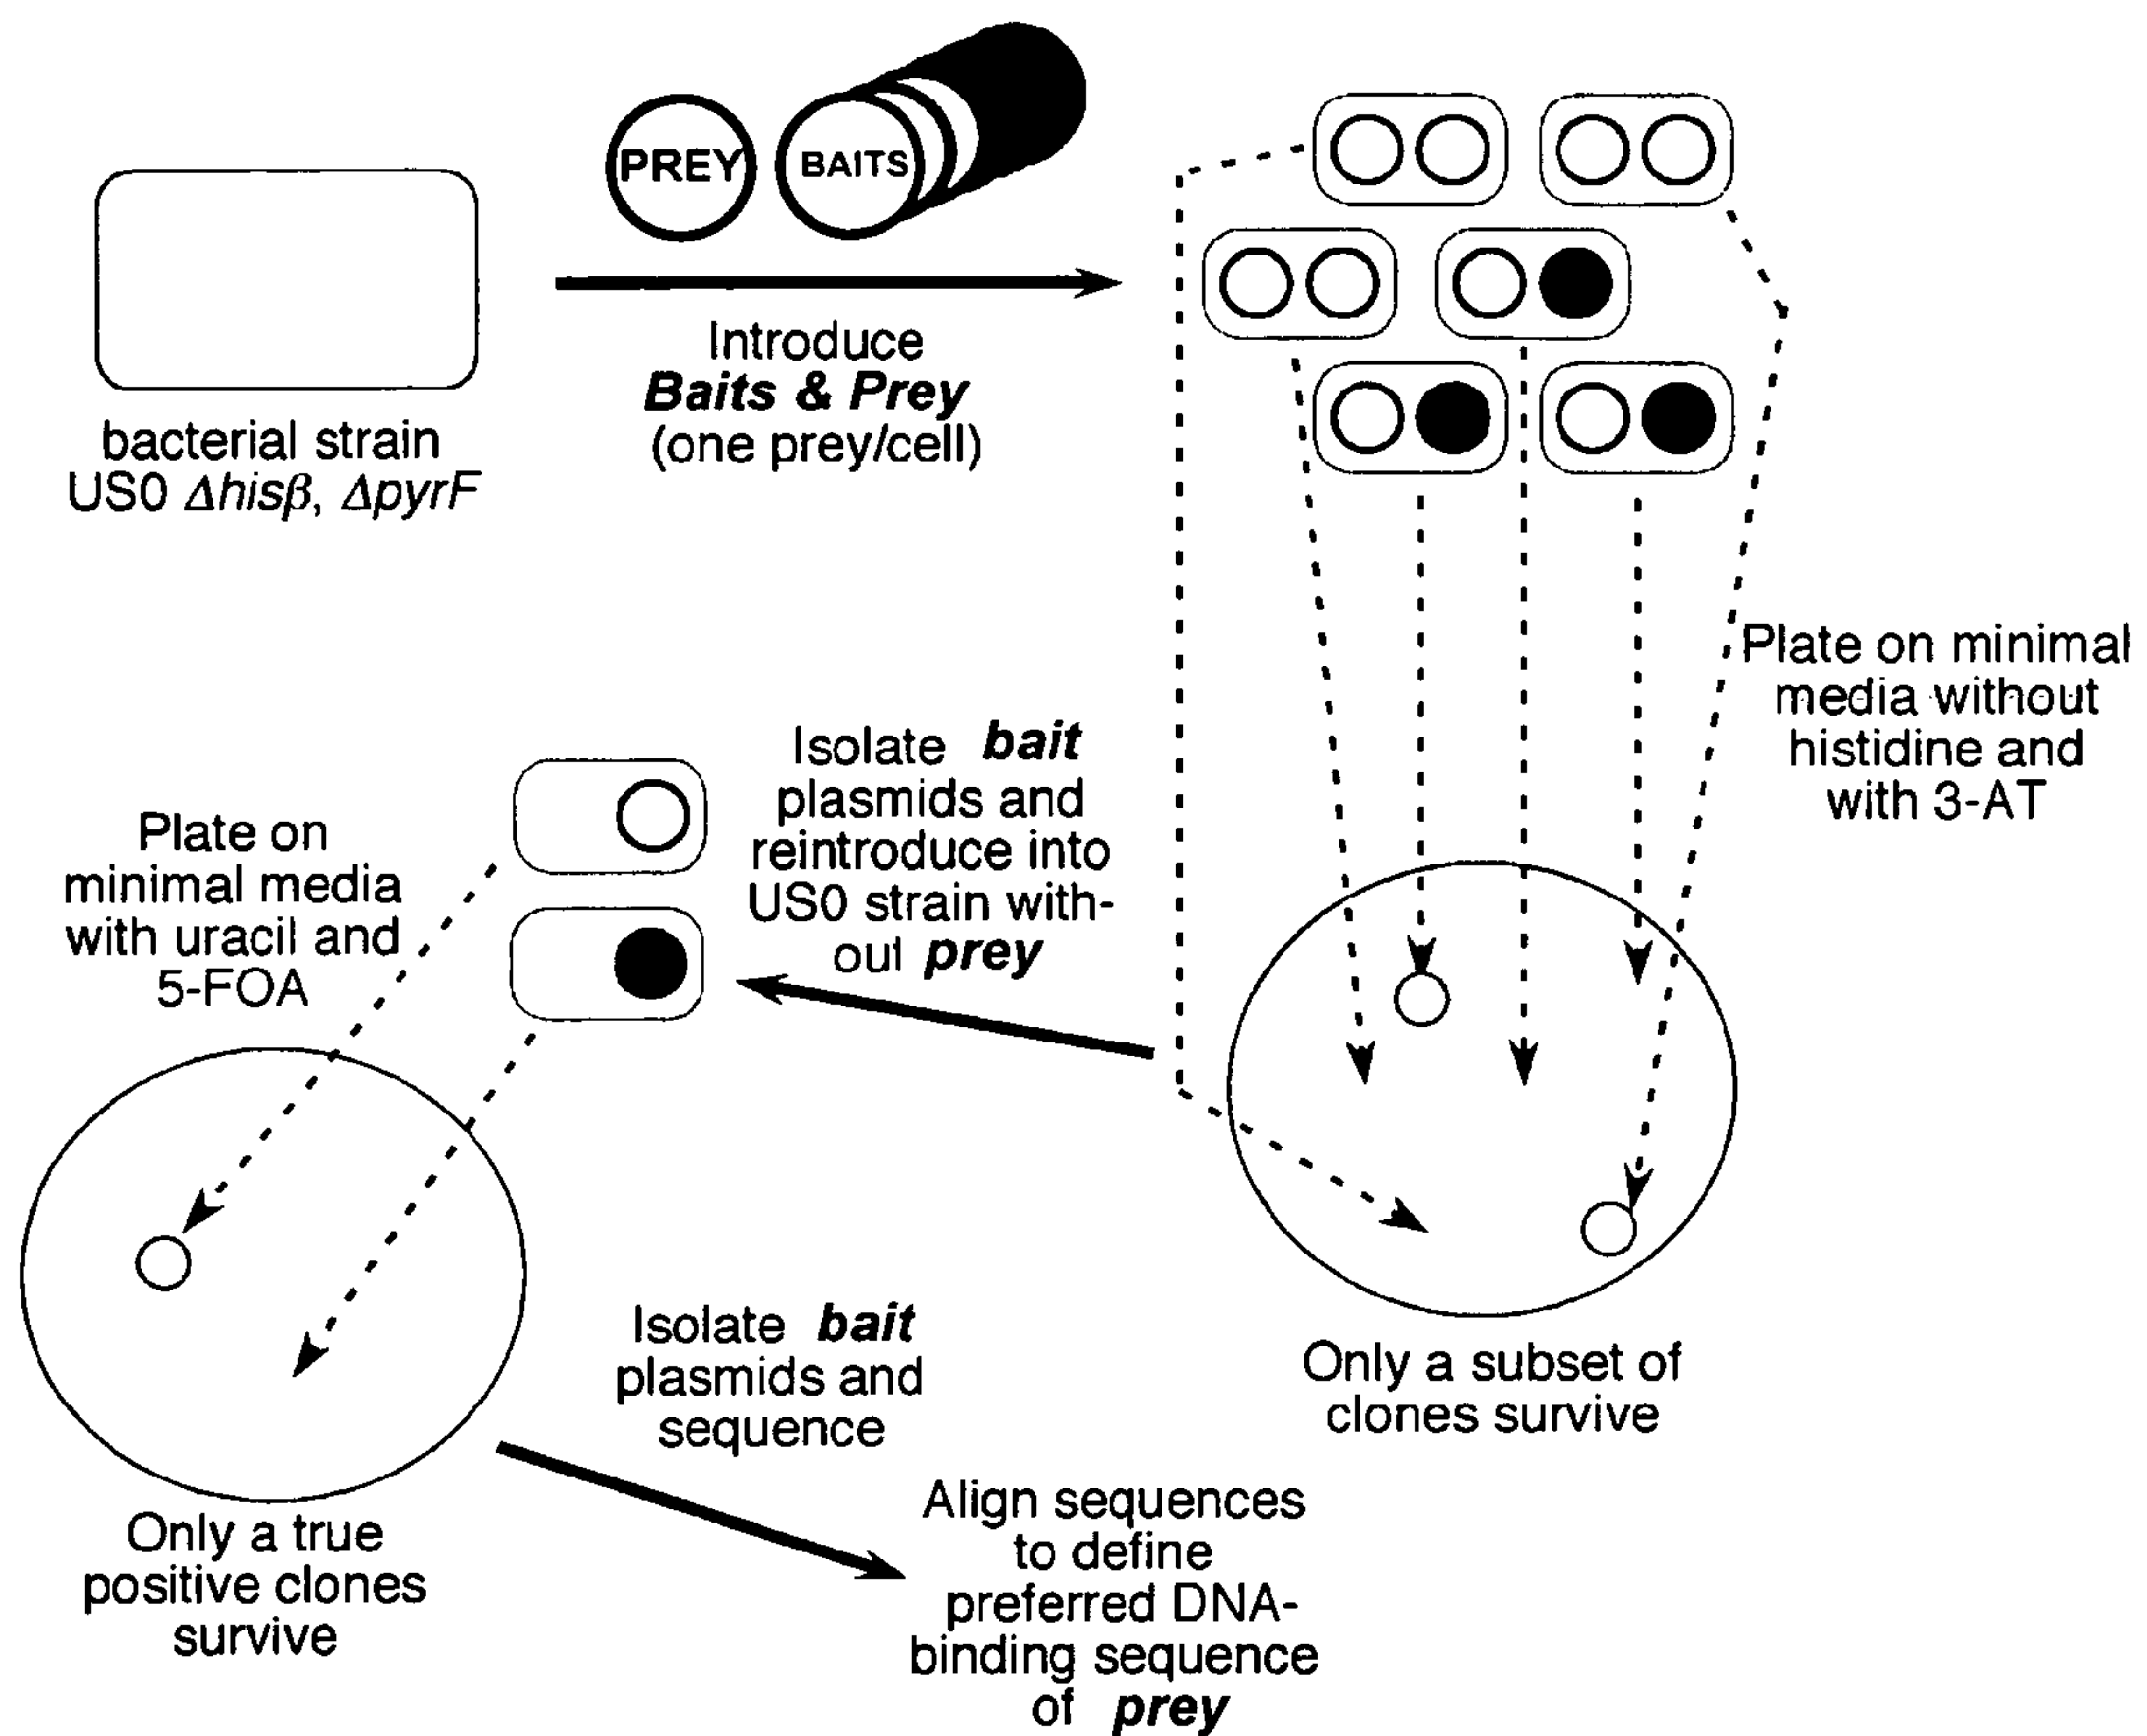 PREY
BAITS
bacterial strain
US0 Δhisβ, ΔpyrF
Introduce
Baits & Prey
(one prey/cell)
Plate on minimal
media without
histidine and
with 3-AT
Only a subset of
clones survive
Isolate bait
plasmids and
reintroduce into
US0 strain with-
oul prey
Plate on
minimal media
with uracil and
5-FOA
Only a true
positive clones
survive
Isolate bait
plasmids and
sequence
Align sequences
to define
preferred DNA-
binding sequence
of prey